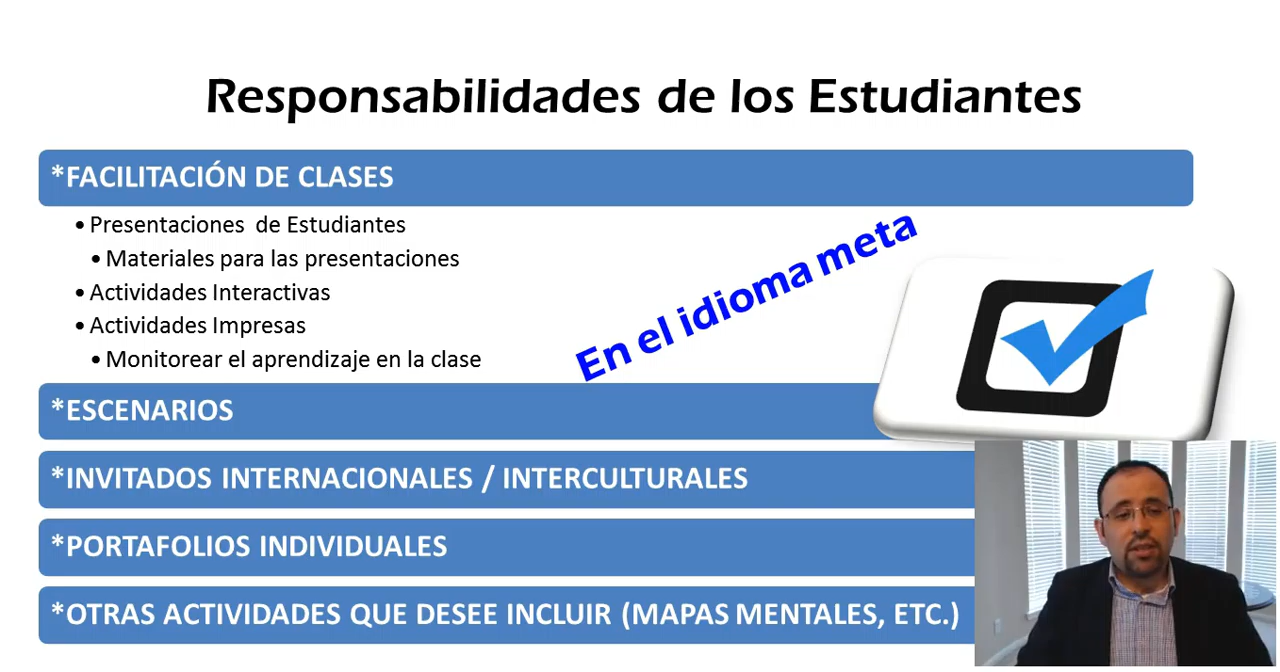 Responsabilidades de los Estudiantes
*FACILITACIÓN DE CLASES
• Presentaciones de Estudiantes
• Materiales para las presentaciones
• Actividades Interactivas
• Actividades Impresas
• Monitorear el aprendizaje en la clase
En el idioma meta
*ESCENARIOS
*INVITADOS INTERNACIONALES / INTERCULTURALES
*PORTAFOLIOS INDIVIDUALES
*OTRAS ACTIVIDADES QUE DESEE INCLUIR (MAPAS MENTALES, ETC.)